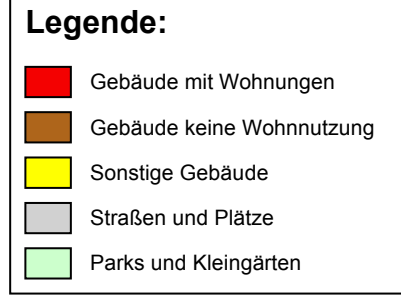 Legende:
Gebäude mit Wohnungen
Gebäude keine Wohnnutzung
Sonstige Gebäude
Straßen und Plätze
Parks und Kleingärten